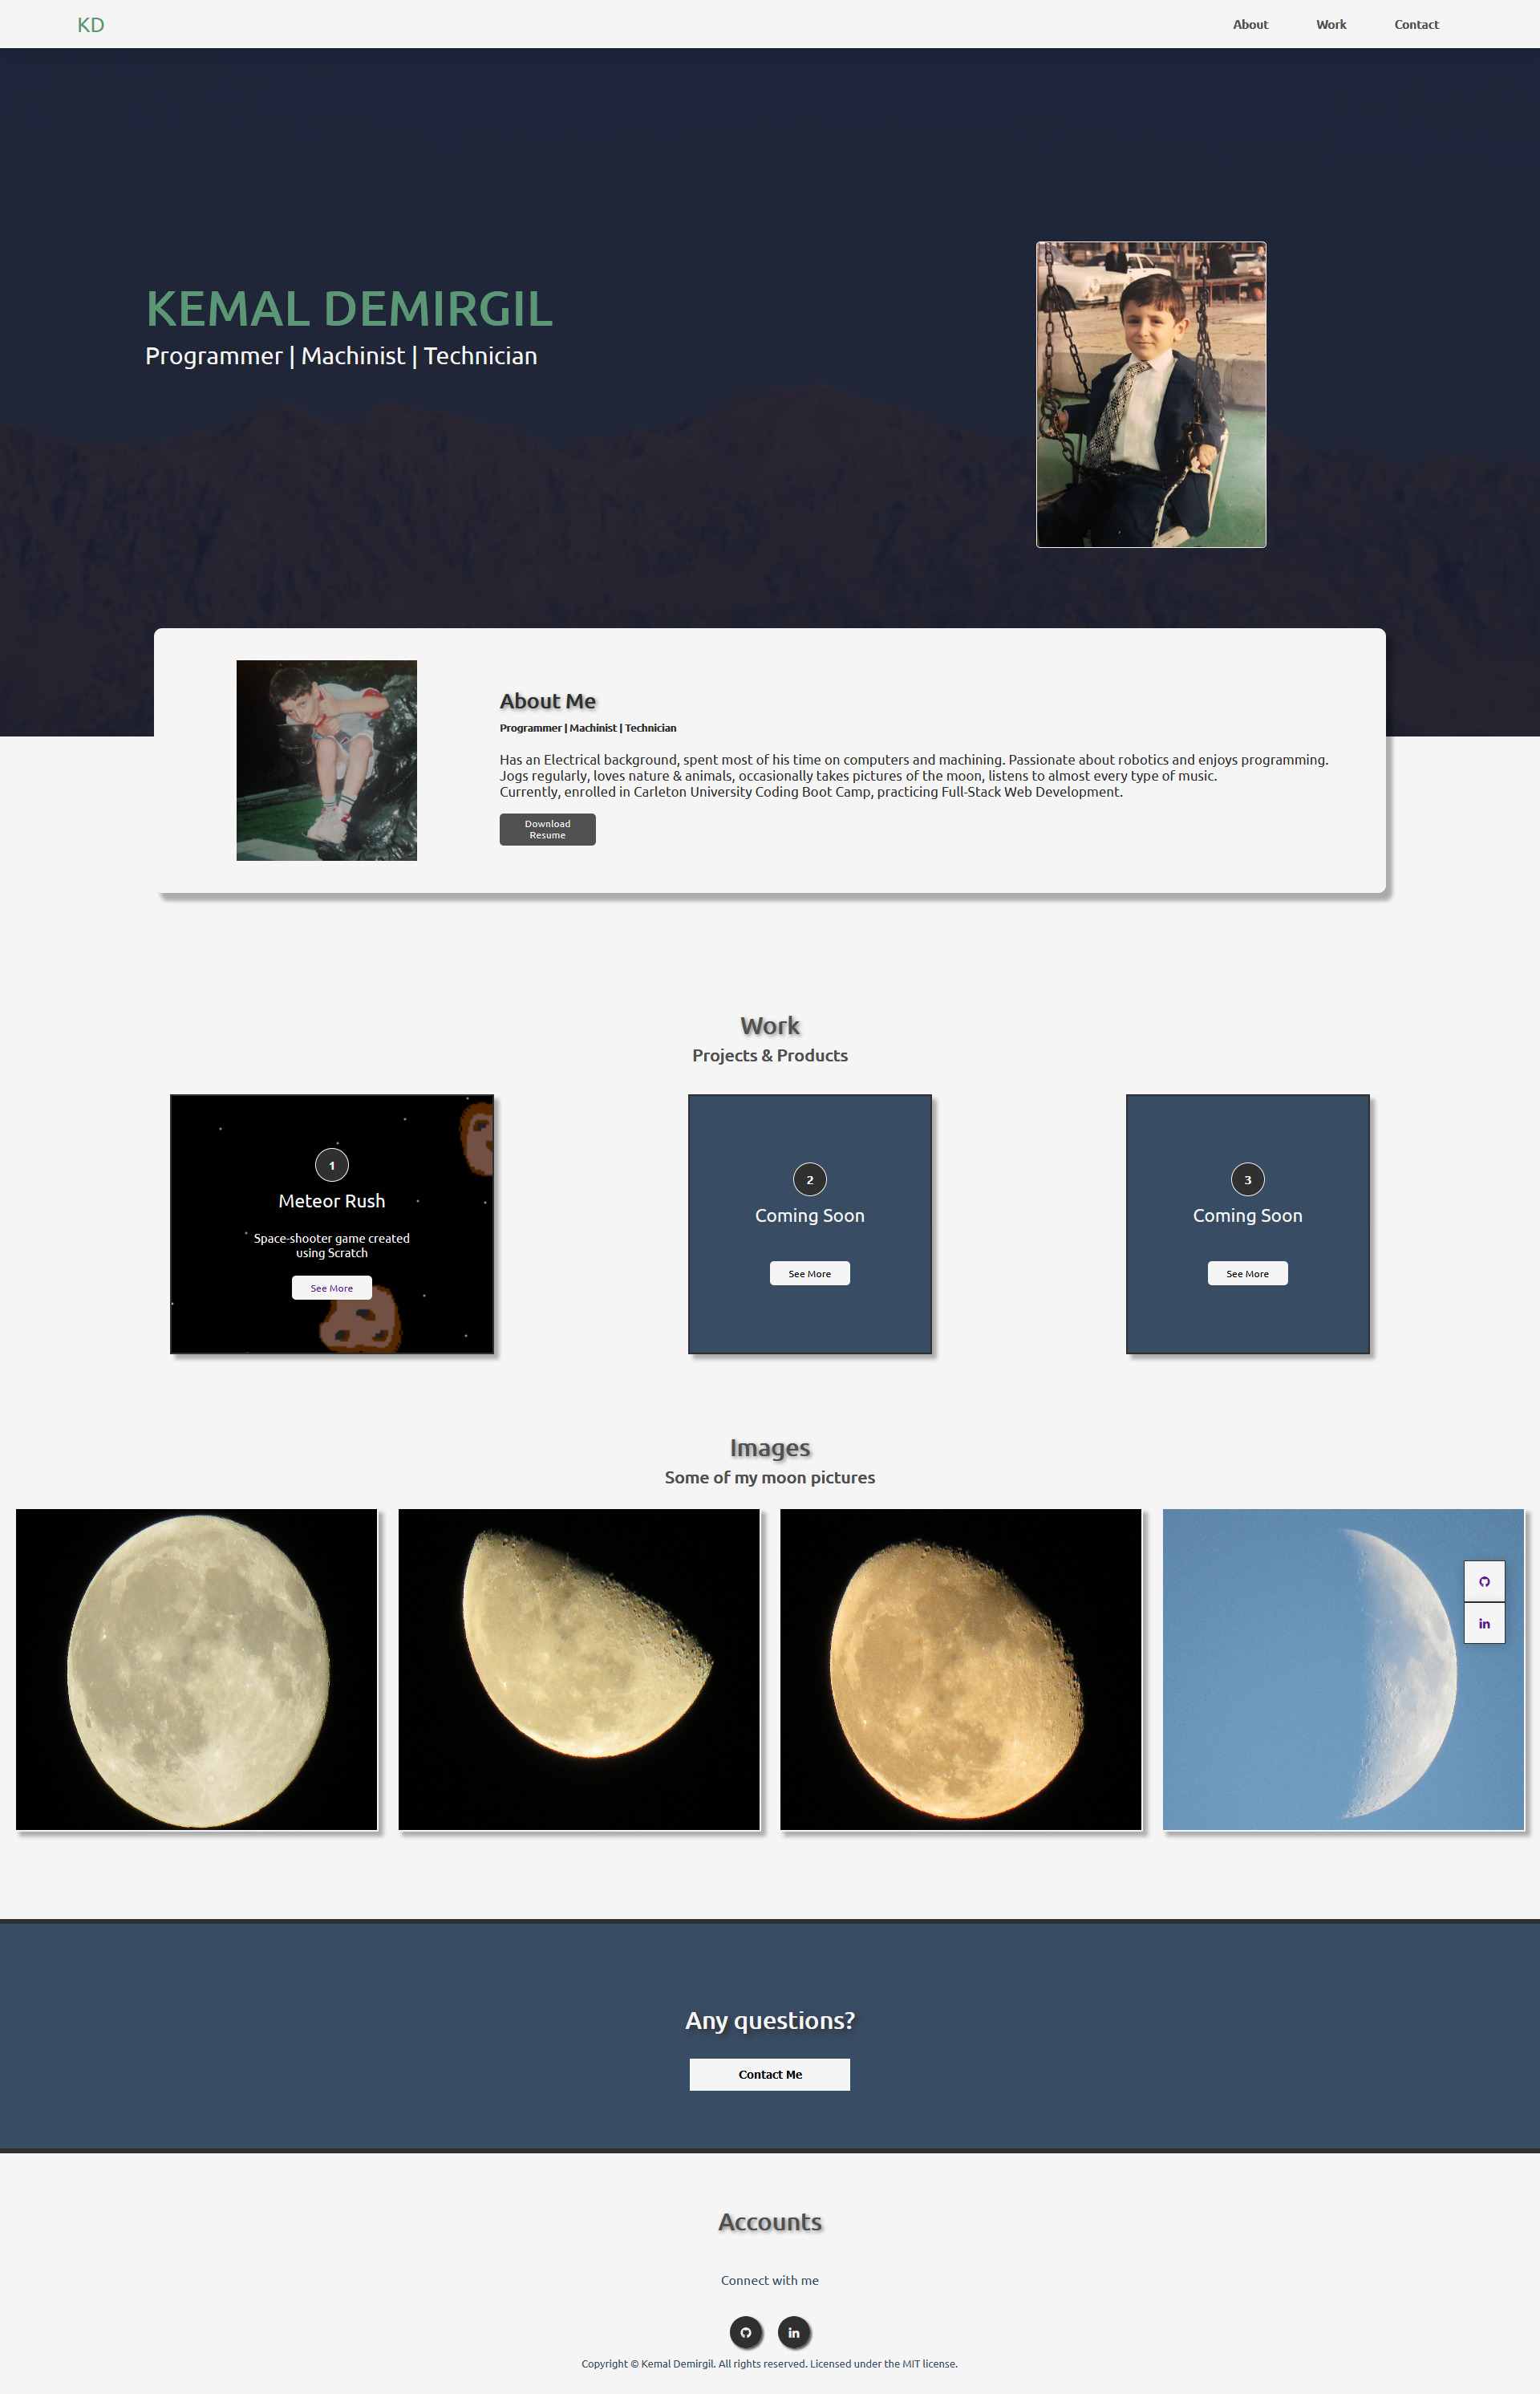 KD
About
Work
Contact
KEMAL DEMIRGIL
Programmer | Machinist | Technician
About Me
Programmer | Machinist | Technician
Has an Electrical background, spent most of his time on computers and machining. Passionate about robotics and enjoys programming.
Jogs regularly, loves nature & animals, occasionally takes pictures of the moon, listens to almost every type of music.
Currently, enrolled in Carleton University Coding Boot Camp, practicing Full-Stack Web Development.
Download
Resume
Work
Projects & Products
1
Meteor Rush
Space-shooter game created
using Scratch
See More
2
Coming Soon
See More
3
Coming Soon
See More
Images
Some of my moon pictures
in
Any questions?
Contact Me
Accounts
Connect with me
in
Copyright © Kemal Demirgil. All rights reserved. Licensed under the MIT license.